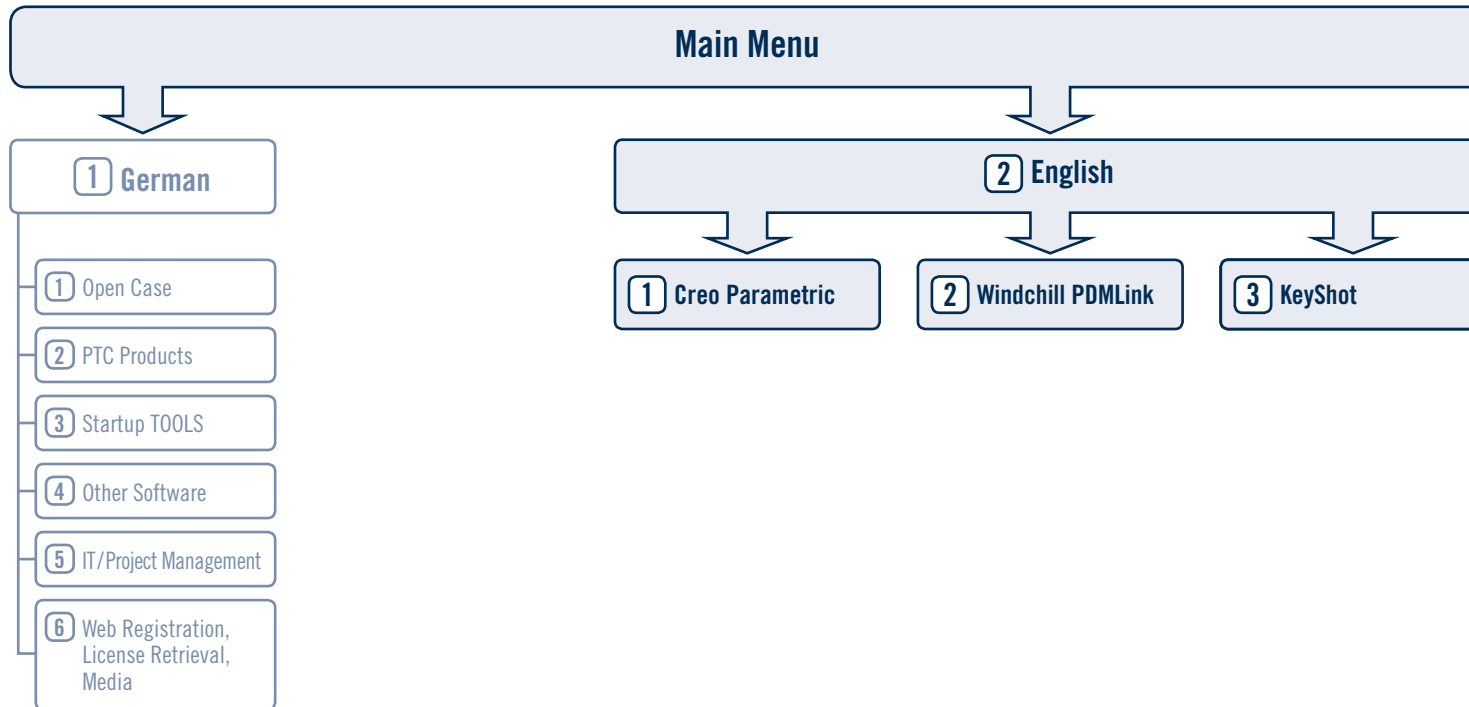 Main Menu
1 German
1 Open Case
2 PTC Products
3 Startup TOOLS
4 Other Software
5 IT/Project Management
6 Web Registration,
License Retrieval,
Media
2 English
1 Creo Parametric
2 Windchill PDMLink
3 KeyShot